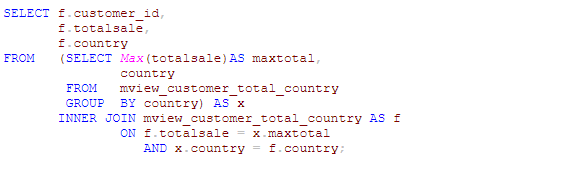 SELECT f.customer_id,
f.totalsale,
f.country
FROM (SELECT Max(totalsale)AS maxtotal,
country
FROM mview_customer_total_country
GROUP BY country) AS x
INNER JOIN mview_customer_total_country AS f
ON f.totalsale = x.maxtotal
AND x.country = f.country;